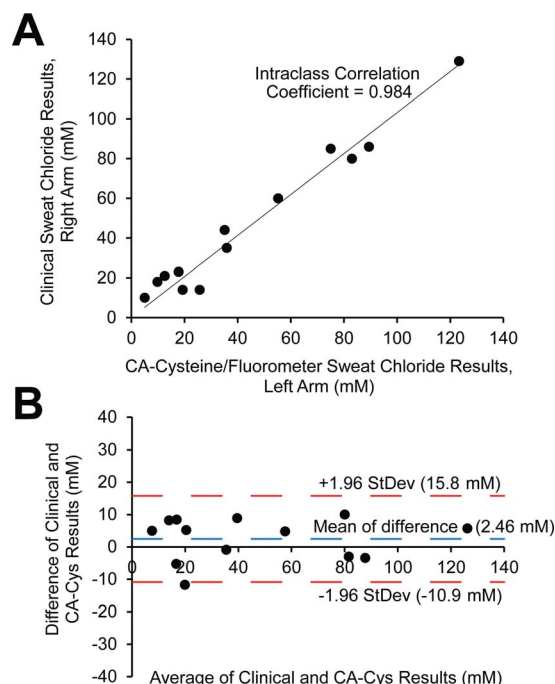 A
Clinical Sweat Chloride Results,
Right Arm (mM)
140
120
100
80
60
40
20
0
Intraclass Correlation
Coefficient = 0.984
0 20 40 60 80 100 120 140
CA-Cysteine/Fluorometer Sweat Chloride Results,
Left Arm (mM)
B
Difference of Clinical and
CA-Cys Results (mM)
40
30
20
10
0
-10
-20
-30
-40
+1.96 StDev (15.8 mM)
Mean of difference (2.46 mM)
0 20 40 60 80 100 120 140
-1.96 StDev (-10.9 mM)
Average of Clinical and CA-Cys Results (mM)